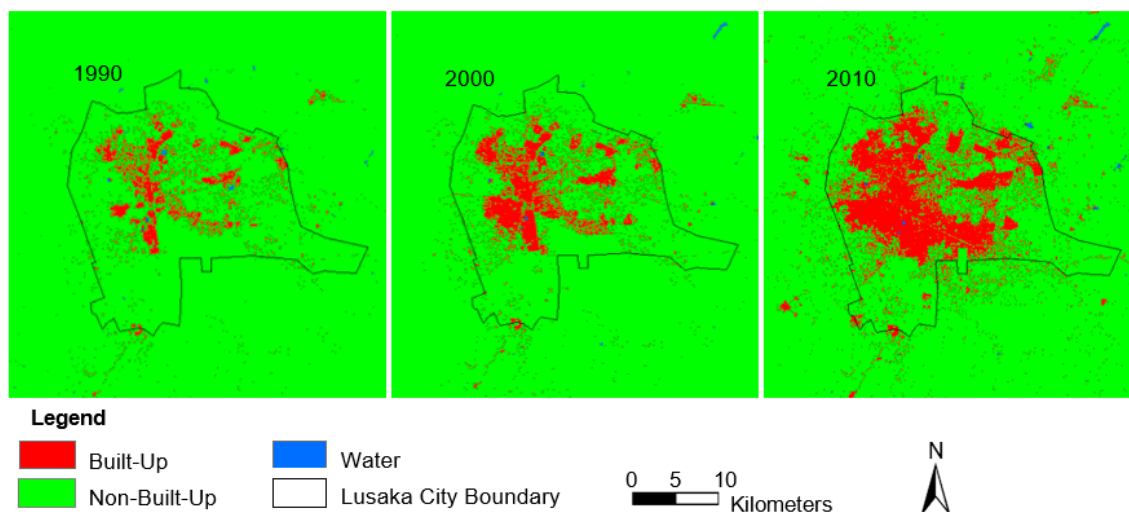 1990
2000
2010
Legend
Built-Up
Water
Non-Built-Up
Lusaka City Boundary
0 5 10
Kilometers
N